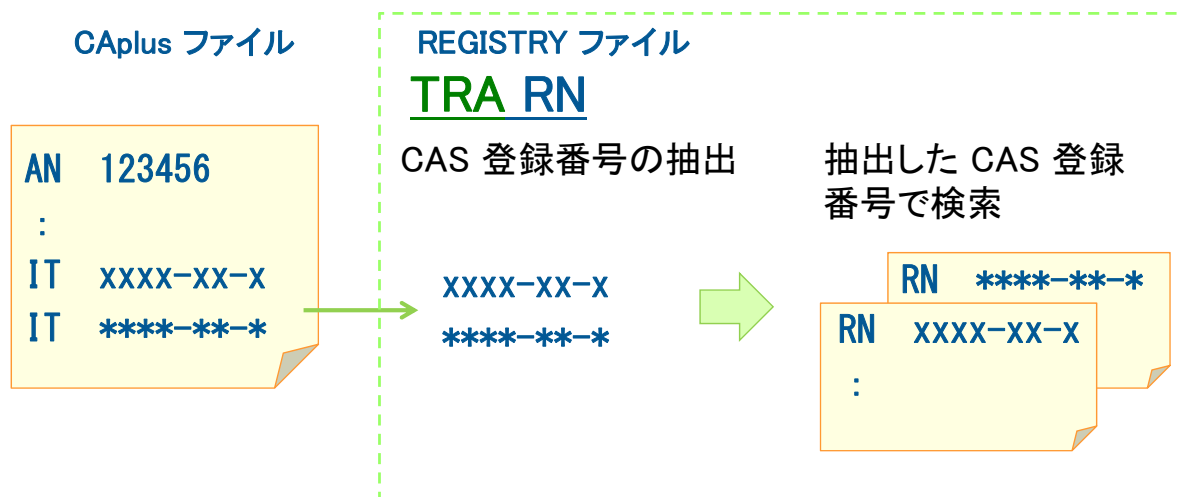 CAplus ファイル
REGISTRY ファイル
TRA RN
CAS 登録番号の抽出
抽出した CAS 登録
番号で検索
AN 123456
:
IT xxxx-xx-x
IT ****-**-*
xxxx-xx-x
****-**-*
RN ****-**-*
RN xxxx-xx-x
: